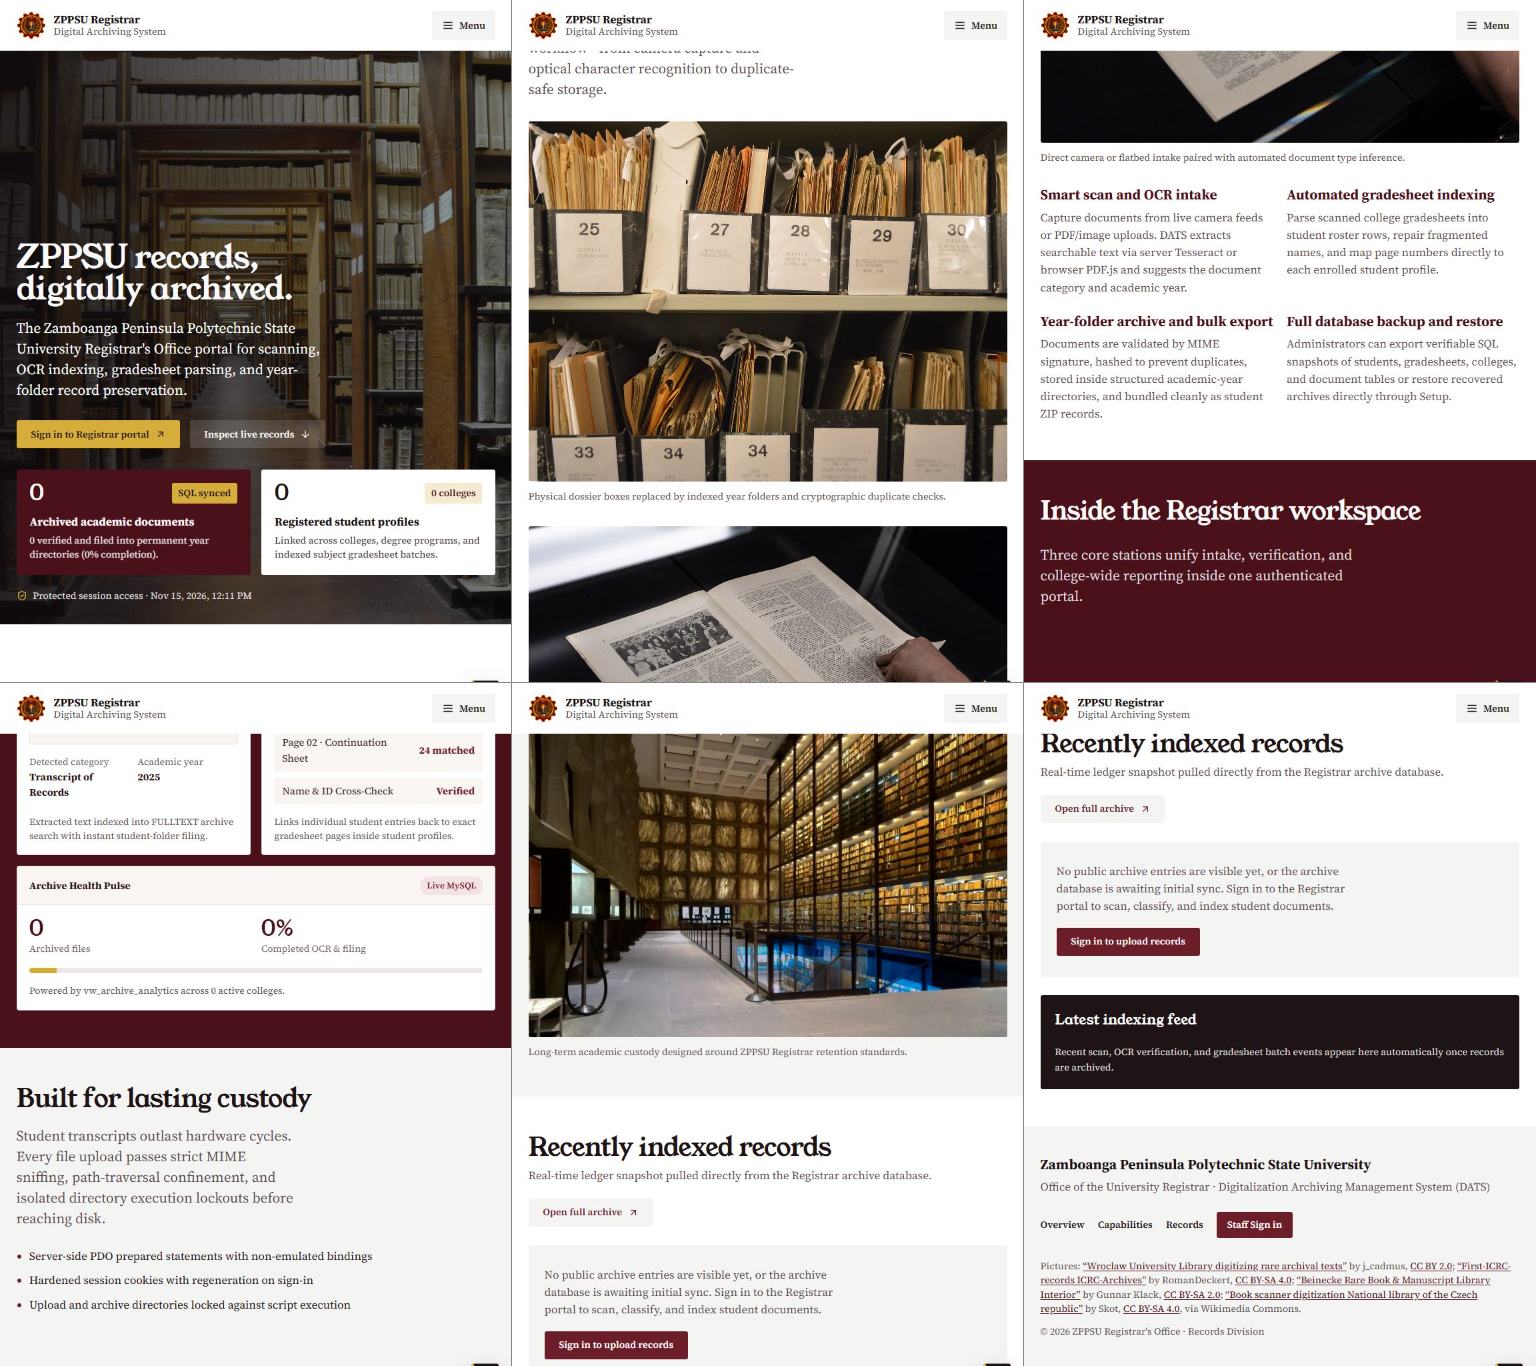 ZPPSU Registrar
Digital Archiving System
Menu
ZPPSU records,
digitally archived.
The Zamboanga Peninsula Polytechnic State
University Registrar's Office portal for scanning,
OCR indexing, gradesheet parsing, and year-
folder record preservation.
Sign in to Registrar portal
Inspect live records
0
SQL synced
Archived academic documents
0 verified and filed into permanent year
directories (0% completion).
0
0 colleges
Registered student profiles
Linked across colleges, degree programs, and
indexed subject gradesheet batches.
Protected session access · Nov 15, 2026, 12:11 PM
ZPPSU Registrar
Digital Archiving System
Menu
optical character recognition to duplicate-
safe storage.
25
27
28
29
30
33
34
34
Physical dossier boxes replaced by indexed year folders and cryptographic duplicate checks.
ZPPSU Registrar
Digital Archiving System
Menu
Direct camera or flatbed intake paired with automated document type inference.
Smart scan and OCR intake
Capture documents from live camera feeds
or PDF/image uploads. DATS extracts
searchable text via server Tesseract or
browser PDF.js and suggests the document
category and academic year.
Automated gradesheet indexing
Parse scanned college gradesheets into
student roster rows, repair fragmented
names, and map page numbers directly to
each enrolled student profile.
Year-folder archive and bulk export
Documents are validated by MIME
signature, hashed to prevent duplicates,
stored inside structured academic-year
directories, and bundled cleanly as student
ZIP records.
Full database backup and restore
Administrators can export verifiable SQL
snapshots of students, gradesheets, colleges,
and document tables or restore recovered
archives directly through Setup.
Inside the Registrar workspace
Three core stations unify intake, verification, and
college-wide reporting inside one authenticated
portal.
ZPPSU Registrar
Digital Archiving System
Menu
Detected category
Transcript of
Records
Academic year
2025
Extracted text indexed into FULLTEXT archive
search with instant student-folder filing.
Page 02 · Continuation
Sheet
24 matched
Name & ID Cross-Check
Verified
Links individual student entries back to exact
gradesheet pages inside student profiles.
Archive Health Pulse
Live MySQL
0
Archived files
0%
Completed OCR & filing
Powered by vw_archive_analytics across 0 active colleges.
Built for lasting custody
Student transcripts outlast hardware cycles.
Every file upload passes strict MIME
sniffing, path-traversal confinement, and
isolated directory execution lockouts before
reaching disk.
Server-side PDO prepared statements with non-emulated bindings
Hardened session cookies with regeneration on sign-in
Upload and archive directories locked against script execution
ZPPSU Registrar
Digital Archiving System
Menu
Long-term academic custody designed around ZPPSU Registrar retention standards.
Recently indexed records
Real-time ledger snapshot pulled directly from the Registrar archive database.
Open full archive
No public archive entries are visible yet, or the archive
database is awaiting initial sync. Sign in to the Registrar
portal to scan, classify, and index student documents.
Sign in to upload records
ZPPSU Registrar
Digital Archiving System
Menu
Recently indexed records
Real-time ledger snapshot pulled directly from the Registrar archive database.
Open full archive
No public archive entries are visible yet, or the archive
database is awaiting initial sync. Sign in to the Registrar
portal to scan, classify, and index student documents.
Sign in to upload records
Latest indexing feed
Recent scan, OCR verification, and gradesheet batch events appear here automatically once records
are archived.
Zamboanga Peninsula Polytechnic State University
Office of the University Registrar · Digitalization Archiving Management System (DATS)
Overview
Capabilities
Records
Staff Sign in
Pictures: “Wroclaw University Library digitizing rare archival texts” by j_cadmus, CC BY 2.0; “First-ICRC-
records ICRC-Archives” by RomanDeckert, CC BY-SA 4.0; “Beinecke Rare Book & Manuscript Library
Interior” by Gunnar Klack, CC BY-SA 2.0; “Book scanner digitization National library of the Czech
republic” by Skot, CC BY-SA 4.0, via Wikimedia Commons.
© 2026 ZPPSU Registrar's Office · Records Division